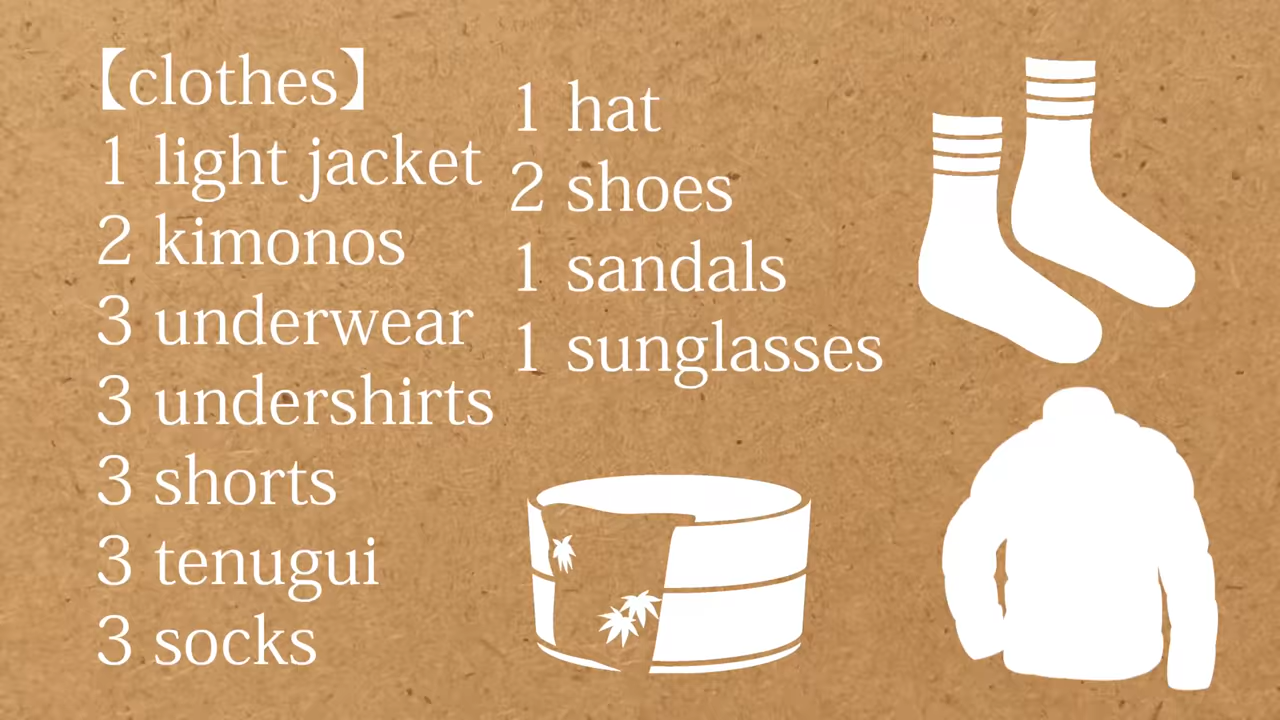 【clothes】
1 light jacket
2 kimonos
3 underwear
3 undershirts
3 shorts
3 tenugui
3 socks
1 hat
2 shoes
1 sandals
1 sunglasses